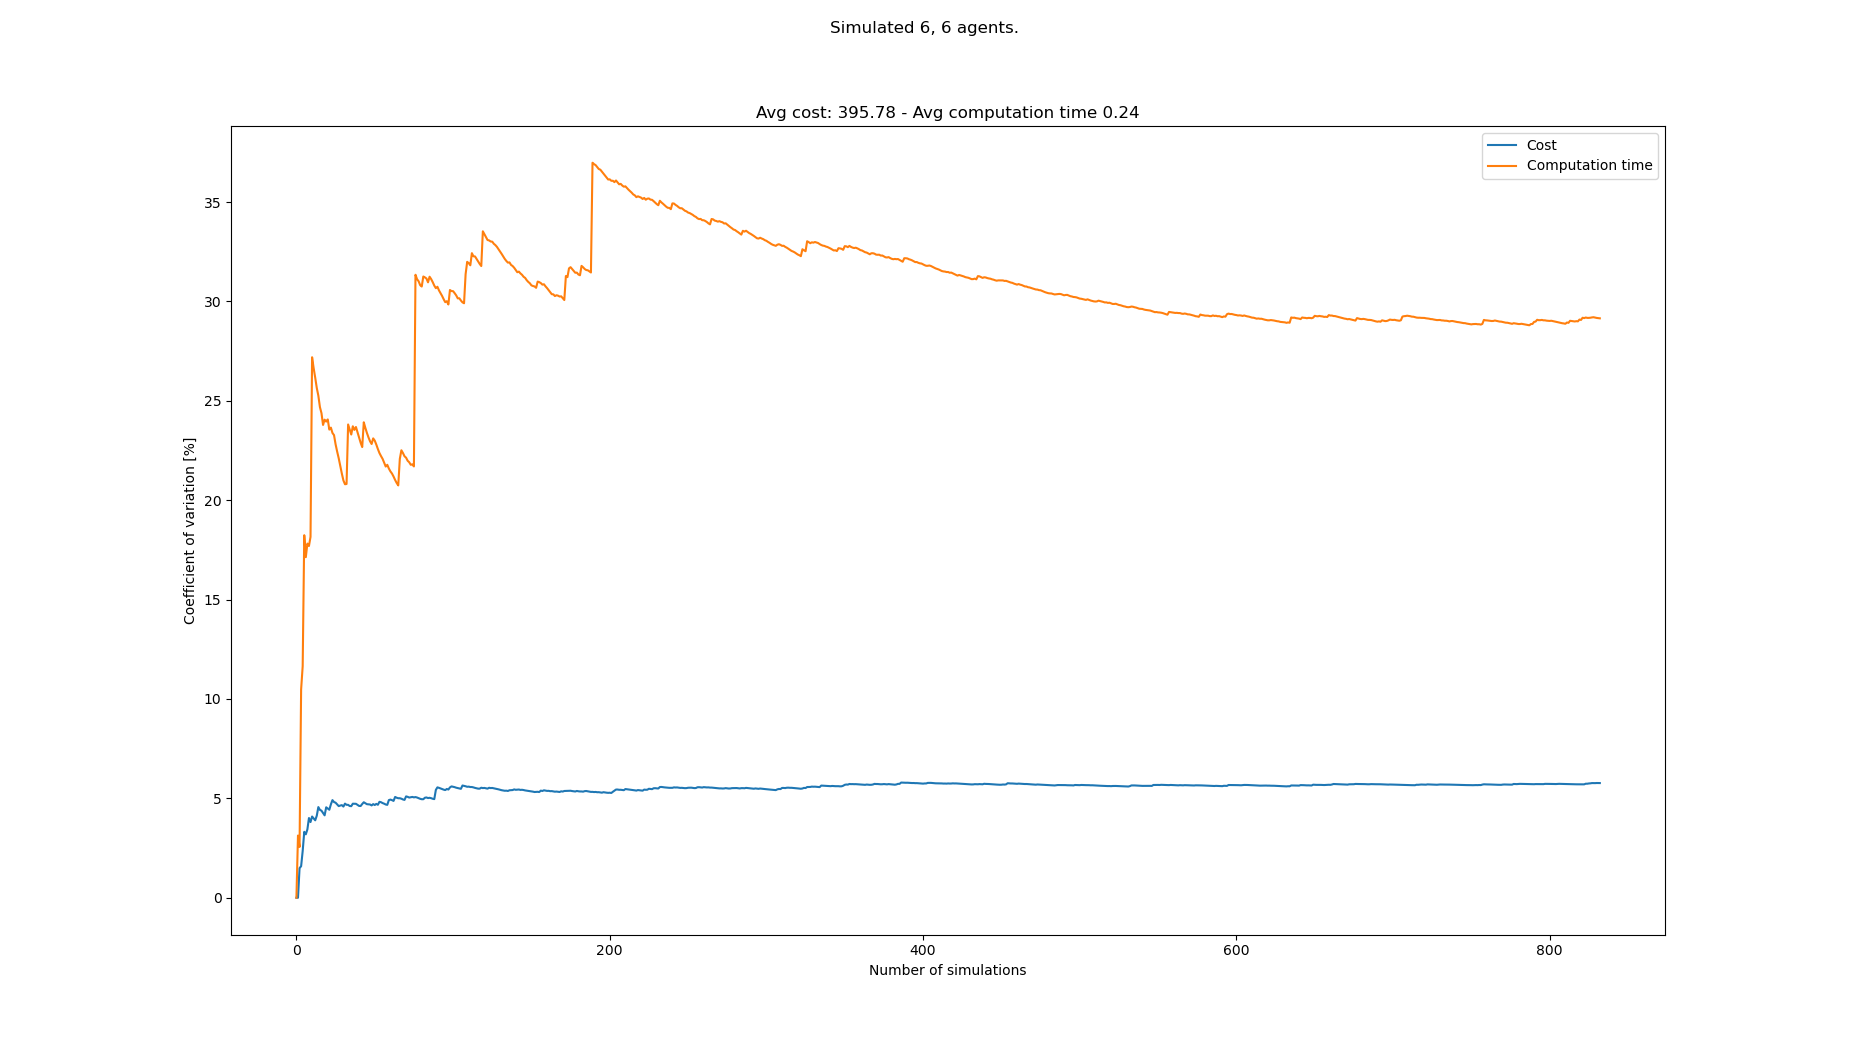 Simulated 6, 6 agents.
Avg cost: 395.78 - Avg computation time 0.24
Cost
Computation time
35
30
25
20
15
10
5
0
Coefficient of variation [%]
0 200 400 600 800
Number of simulations